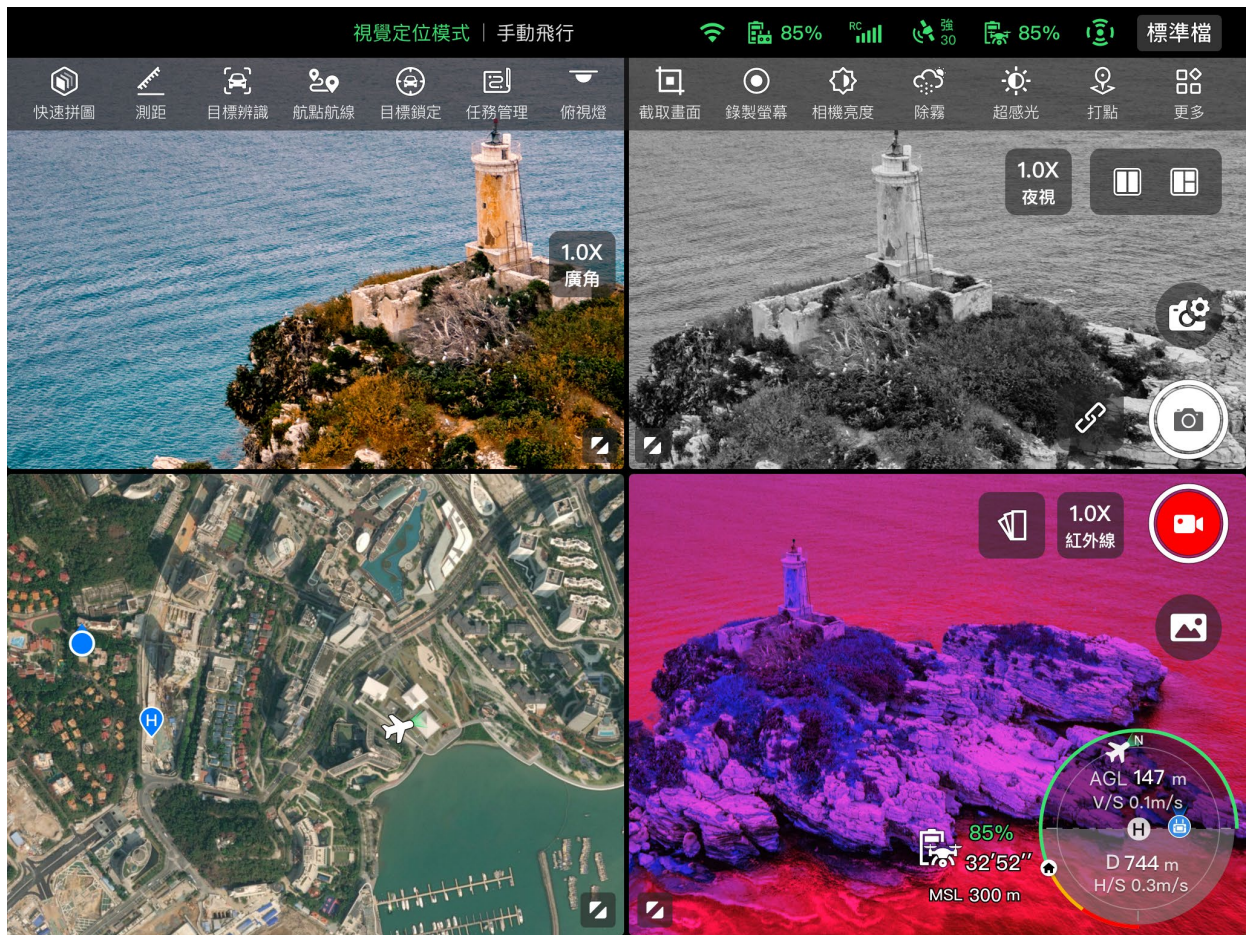 視覺定位模式 | 手動飛行
85%
RC
強
30
85%
標準檔
快速拼圖
測距
目標辨識
航點航線
目標鎖定
任務管理
俯視燈
截取畫面
錄製螢幕
相機亮度
除霧
超感光
打點
更多
1.0X
廣角
1.0X
夜視
H
1.0X
紅外線
N
AGL 147 m
V/S 0.1m/s
H
D 744 m
H/S 0.3m/s
85%
32’52’’
MSL 300 m